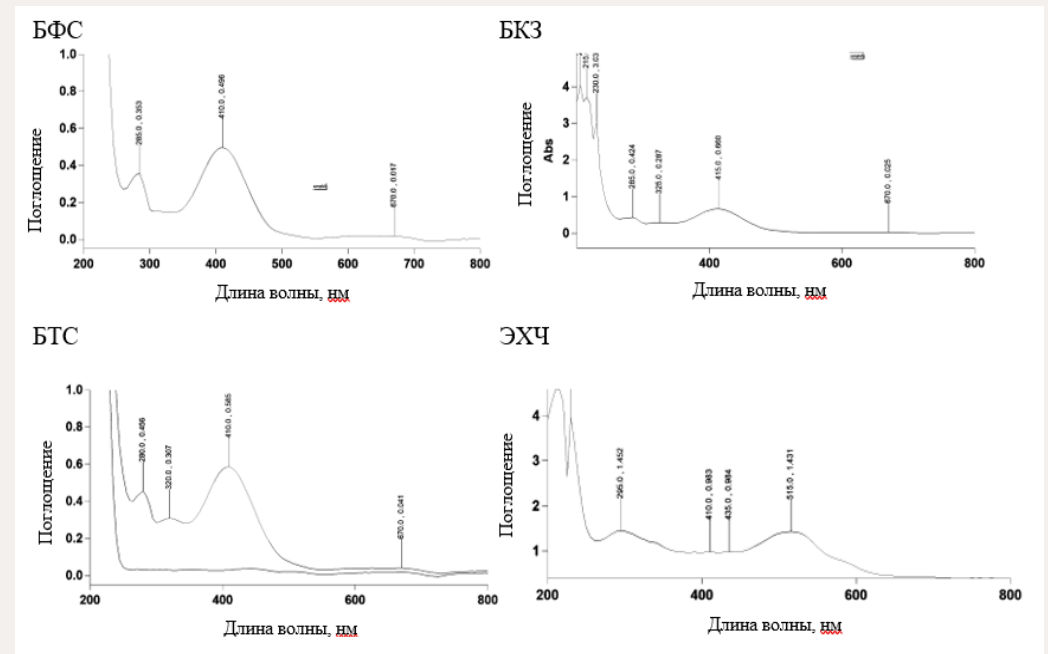 БФС
1.0
0.8
0.6
0.4
0.2
0.0
Поглощение
285.0 , 0.353
410.0 , 0.496
670.0 , 0.017
200 300 400 500 600 700 800
Длина волны, нм
БКЗ
4
3
2
1
0
Поглощение
Abs
215
230.0 , 3.03
285.0 , 0.424
325.0 , 0.287
415.0 , 0.660
670.0 , 0.025
400 600 800
Длина волны, нм
БТС
1.0
0.8
0.6
0.4
0.2
0.0
Поглощение
280.0 , 0.456
320.0 , 0.307
410.0 , 0.585
670.0 , 0.041
200 400 600 800
Длина волны, нм
ЭХЧ
4
3
2
1
Поглощение
295.0 , 1.452
410.0 , 0.983
435.0 , 0.984
515.0 , 1.431
200 400 600 800
Длина волны, нм